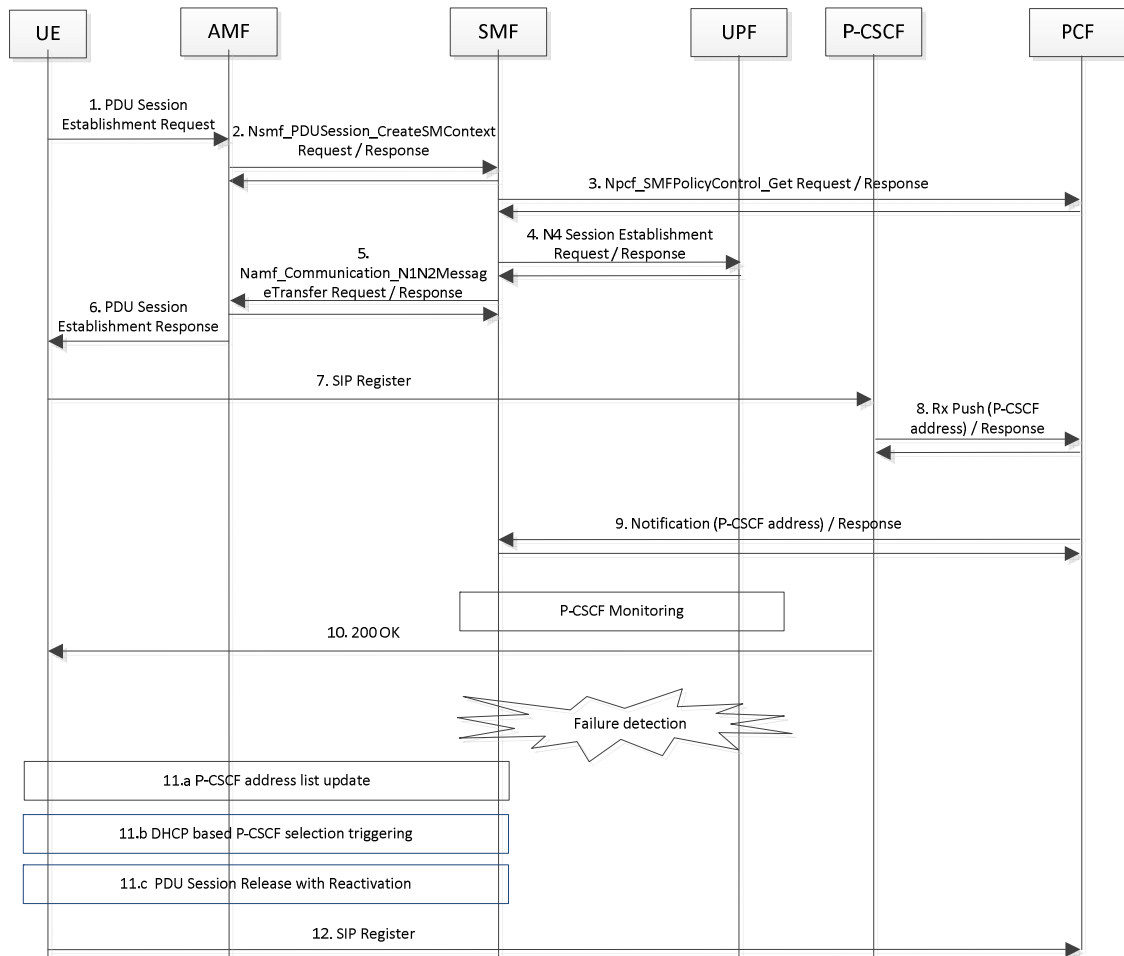 UE
AMF
SMF
UPF
P-CSCF
PCF
1. PDU Session
Establishment Request
2. Nsmf_PDUSession_CreateSMContext
Request / Response
3. Npcf_SMFPolicyControl_Get Request / Response
4. N4 Session Establishment
Request / Response
5.
Namf_Communication_N1N2Messag
eTransfer Request / Response
6. PDU Session
Establishment Response
7. SIP Register
8. Rx Push (P-CSCF
address) / Response
9. Notification (P-CSCF address) / Response
P-CSCF Monitoring
10. 200 OK
Failure detection
11.a P-CSCF address list update
11.b DHCP based P-CSCF selection triggering
11.c PDU Session Release with Reactivation
12. SIP Register